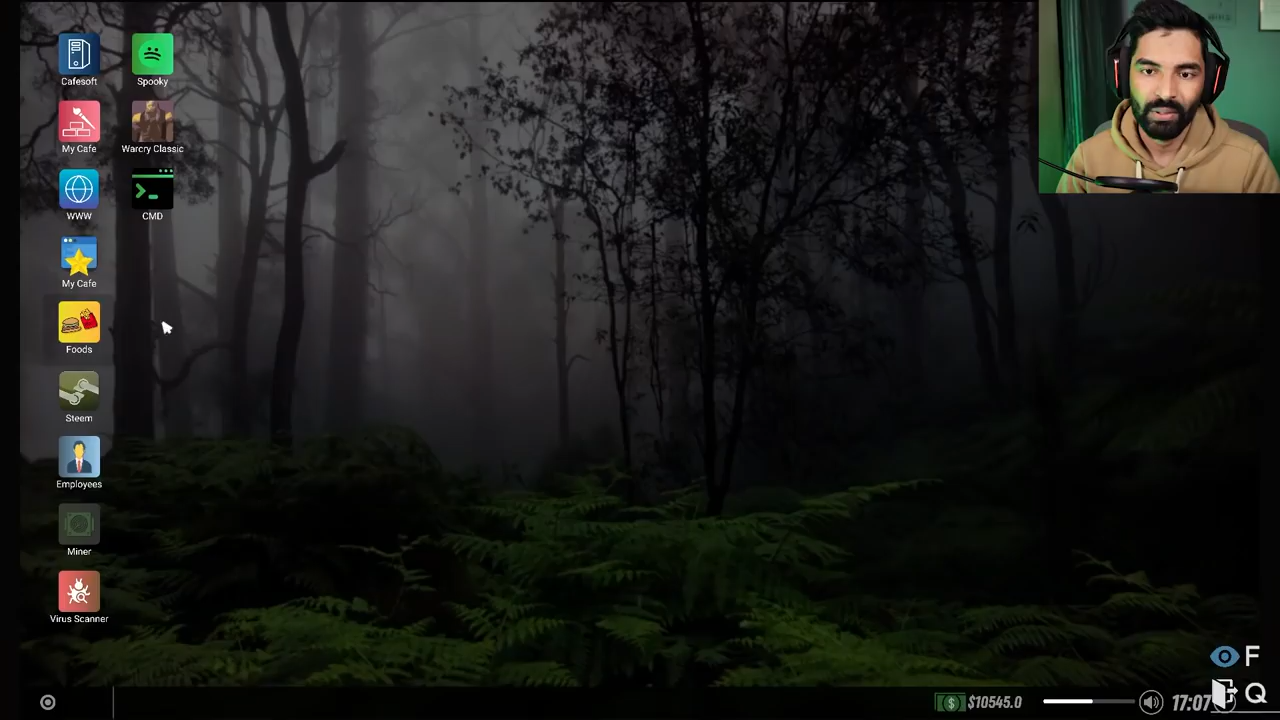 Cafesoft
Spooky
My Cafe
Warcry Classic
WWW
CMD
My Cafe
Foods
Steem
Employees
Miner
Virus Scanner
F
$10545.0
17:07
Q